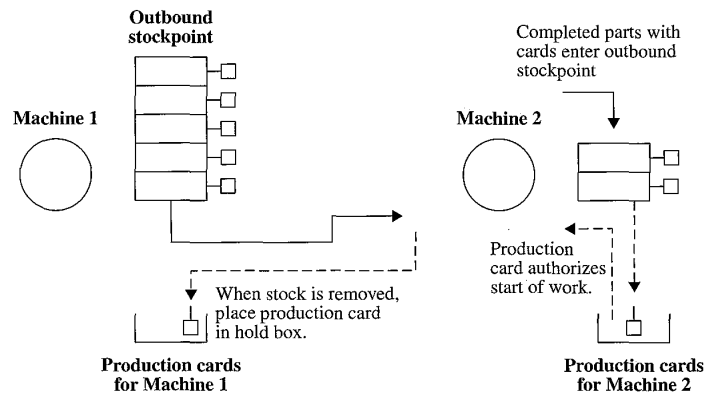 Outbound
stockpoint
Machine 1
Completed parts with
cards enter outbound
stockpoint
Machine 2
Production
card authorizes
start of work.
When stock is removed,
place production card
in hold box.
Production cards
for Machine 1
Production cards
for Machine 2